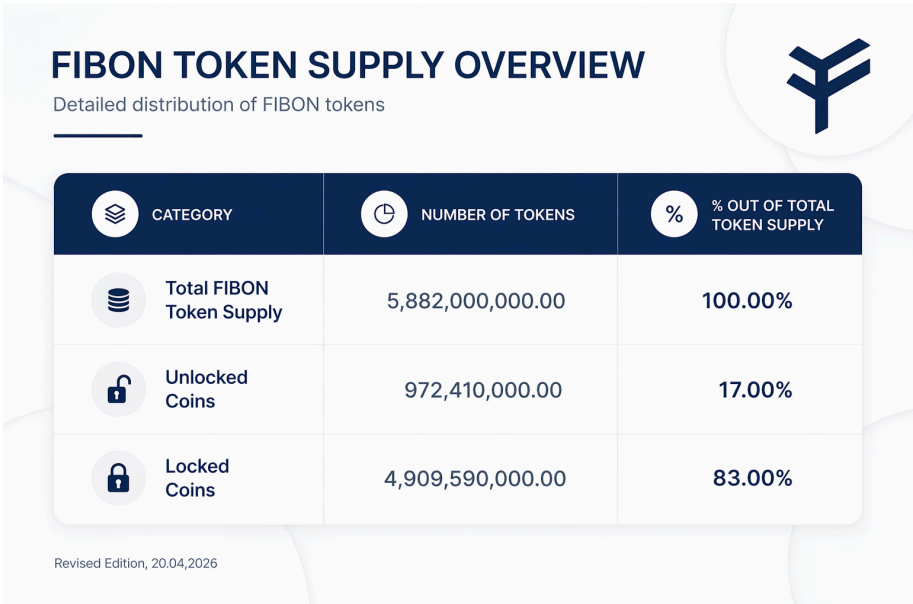 FIBON TOKEN SUPPLY OVERVIEW
Detailed distribution of FIBON tokens
CATEGORY
NUMBER OF TOKENS
%
% OUT OF TOTAL
TOKEN SUPPLY
Total FIBON
Token Supply
5,882,000,000.00
100.00%
Unlocked
Coins
972,410,000.00
17.00%
Locked
Coins
4,909,590,000.00
83.00%
Revised Edition, 20.04,2026